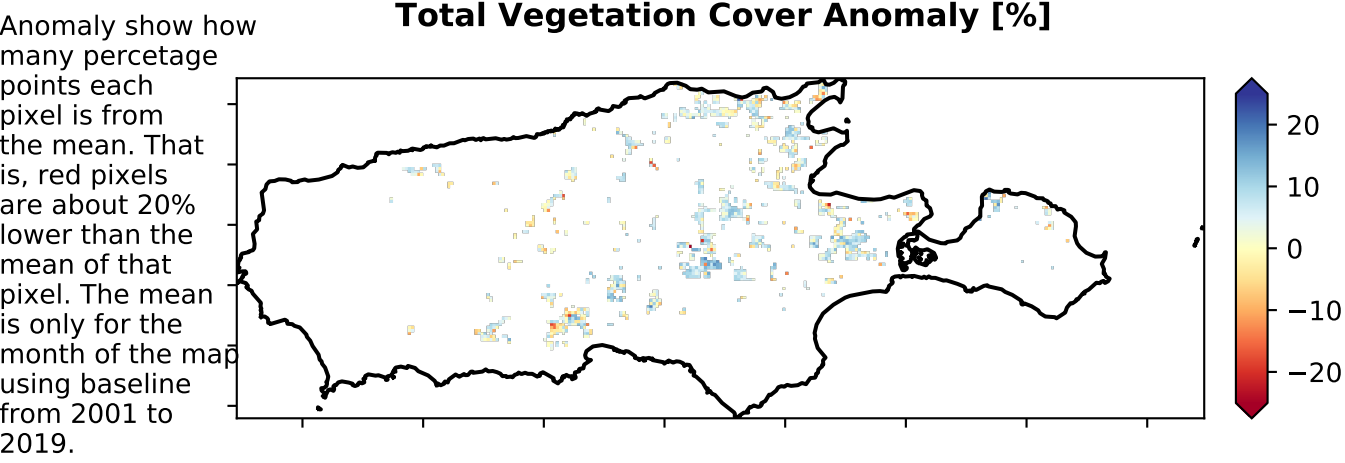 Total Vegetation Cover Anomaly [%]
Anomaly show how
many percetage
points each
pixel is from
the mean. That
is, red pixels
are about 20%
lower than the
mean of that
pixel. The mean
is only for the
month of the map
using baseline
from 2001 to
2019.
20
10
0
−10
−20